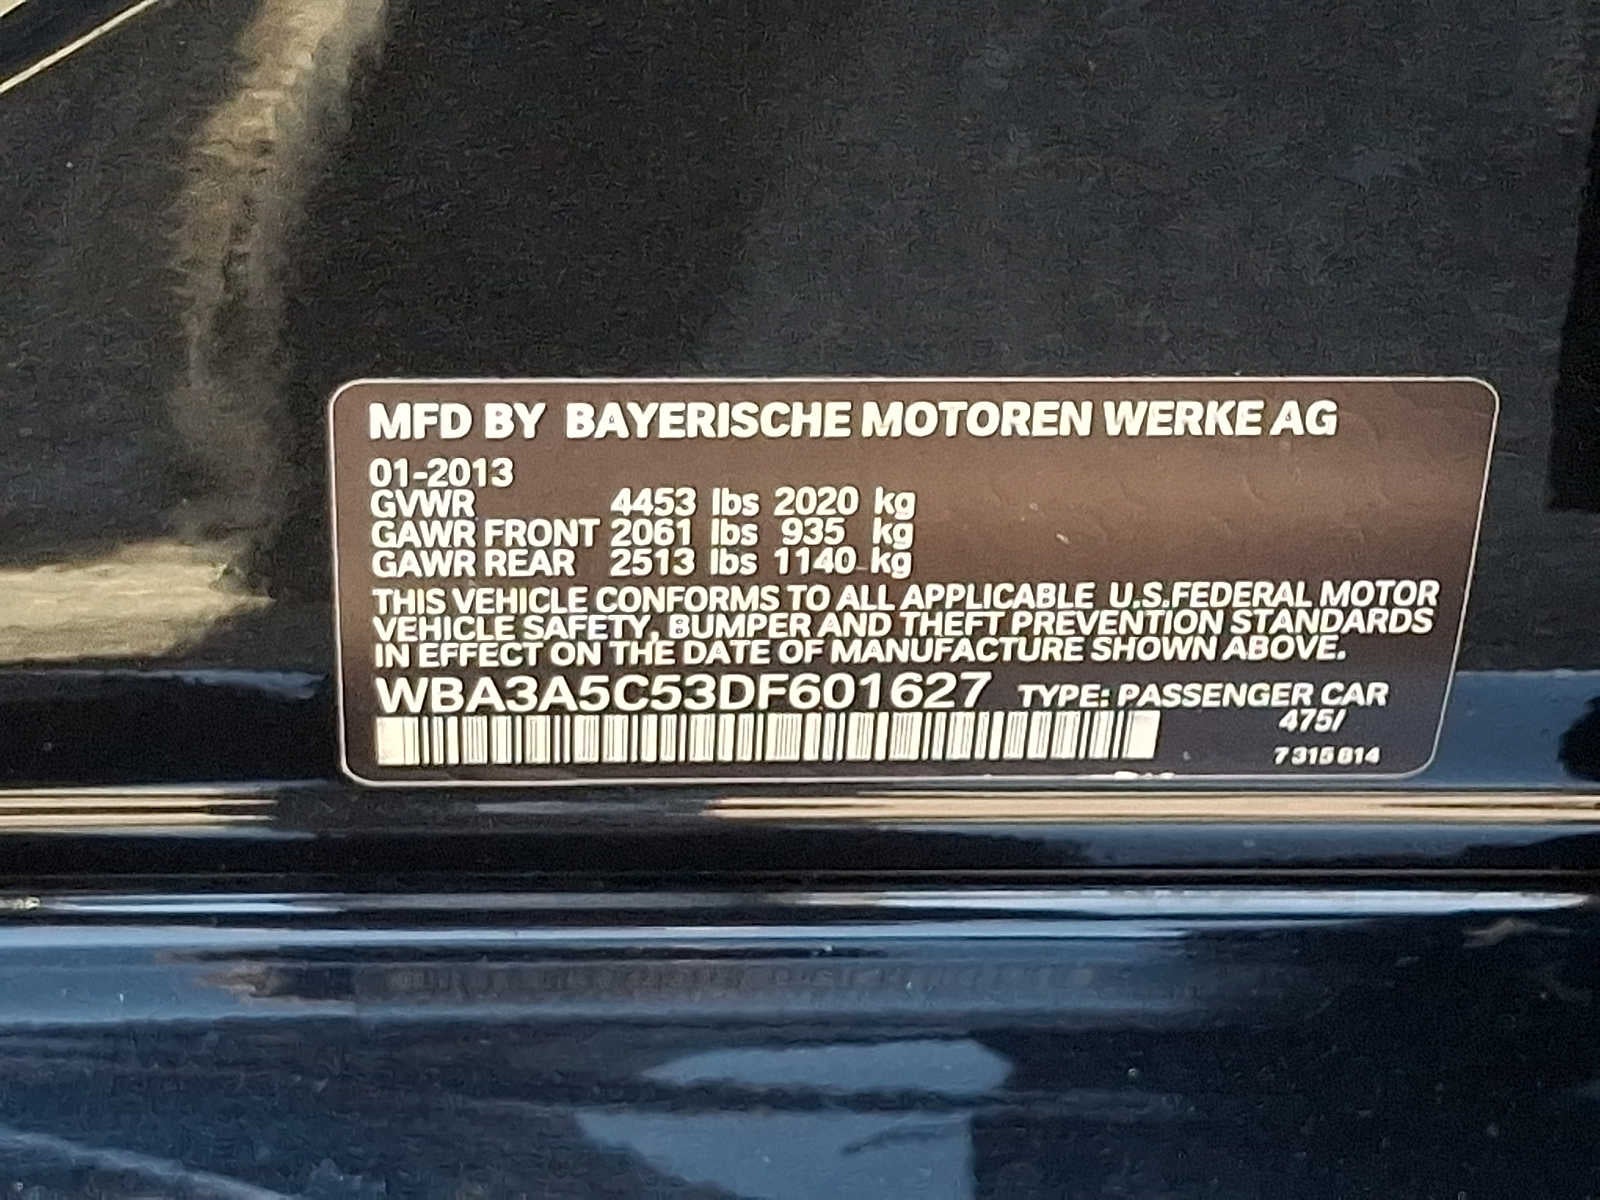 MFD BY BAYERISCHE MOTOREN WERKE AG
01-2013
GVWR 4453 lbs 2020 kg
GAWR FRONT 2061 lbs 935 kg
GAWR REAR 2513 lbs 1140 kg
THIS VEHICLE CONFORMS TO ALL APPLICABLE U.S.FEDERAL MOTOR
VEHICLE SAFETY, BUMPER AND THEFT PREVENTION STANDARDS
IN EFFECT ON THE DATE OF MANUFACTURE SHOWN ABOVE.
WBA3A5C53DF601627 TYPE: PASSENGER CAR
475/
7 315 814